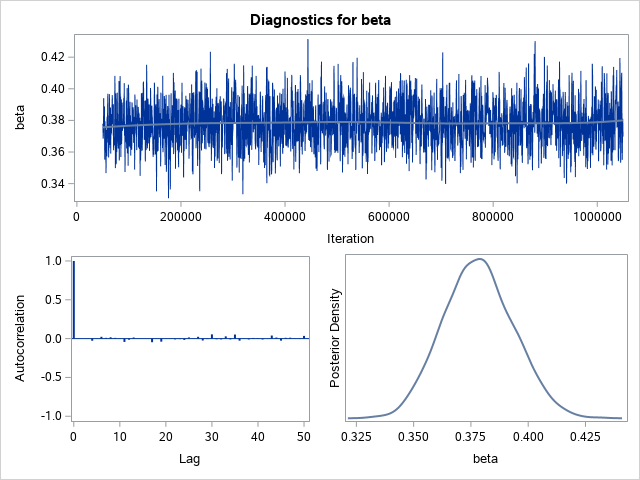 Diagnostics for beta
beta
0.42
0.40
0.38
0.36
0.34
0 200000 400000 600000 800000 1000000
Iteration
Autocorrelation
1.0
0.5
0.0
-0.5
-1.0
0 10 20 30 40 50
Lag
Posterior Density
0.325 0.350 0.375 0.400 0.425
beta